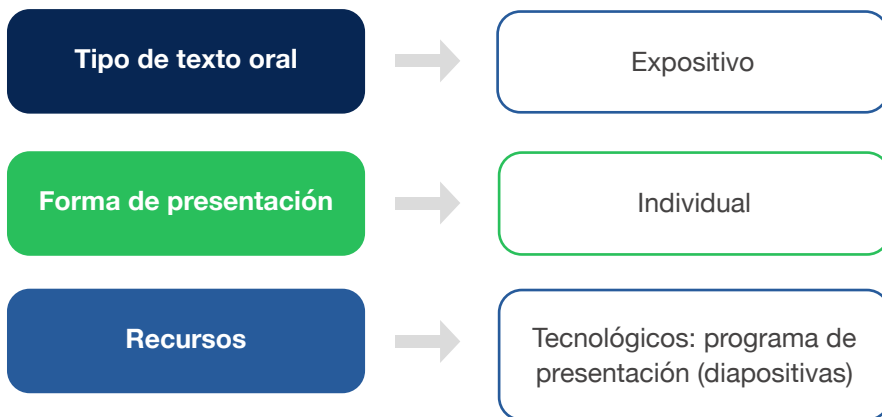 Tipo de texto oral
Expositivo
Forma de presentación
Individual
Recursos
Tecnológicos: programa de
presentación (diapositivas)